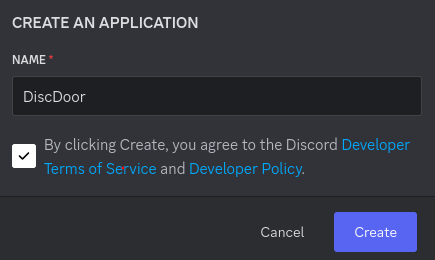 CREATE AN APPLICATION
NAME *
DiscDoor
By clicking Create, you agree to the Discord Developer
Terms of Service and Developer Policy.
Cancel Create